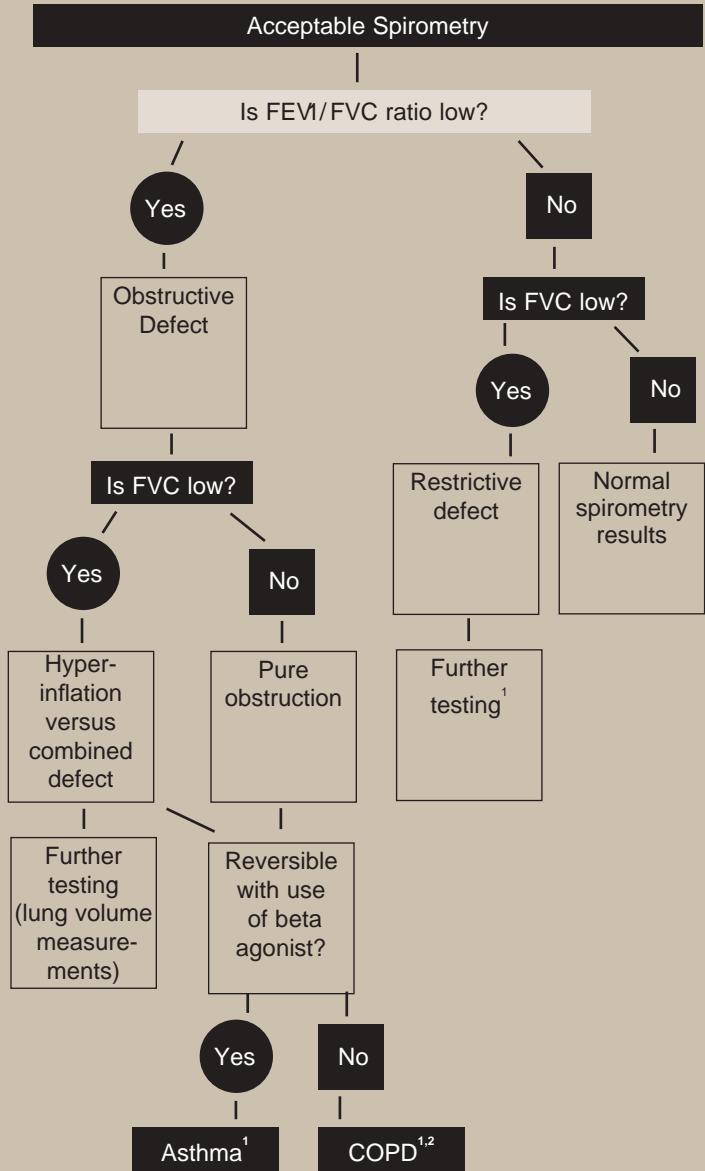 Acceptable Spirometry
Is FEV1/FVC ratio low?
Yes
No
Obstructive
Defect
Is FVC low?
Yes
No
Is FVC low?
Restrictive
defect
Normal
spirometry
results
Yes
No
Hyper-
inflation
versus
combined
defect
Pure
obstruction
Further
testing¹
Further
testing
(lung volume
measure-
ments)
Reversible
with use
of beta
agonist?
Yes
No
Asthma¹
COPD¹,²